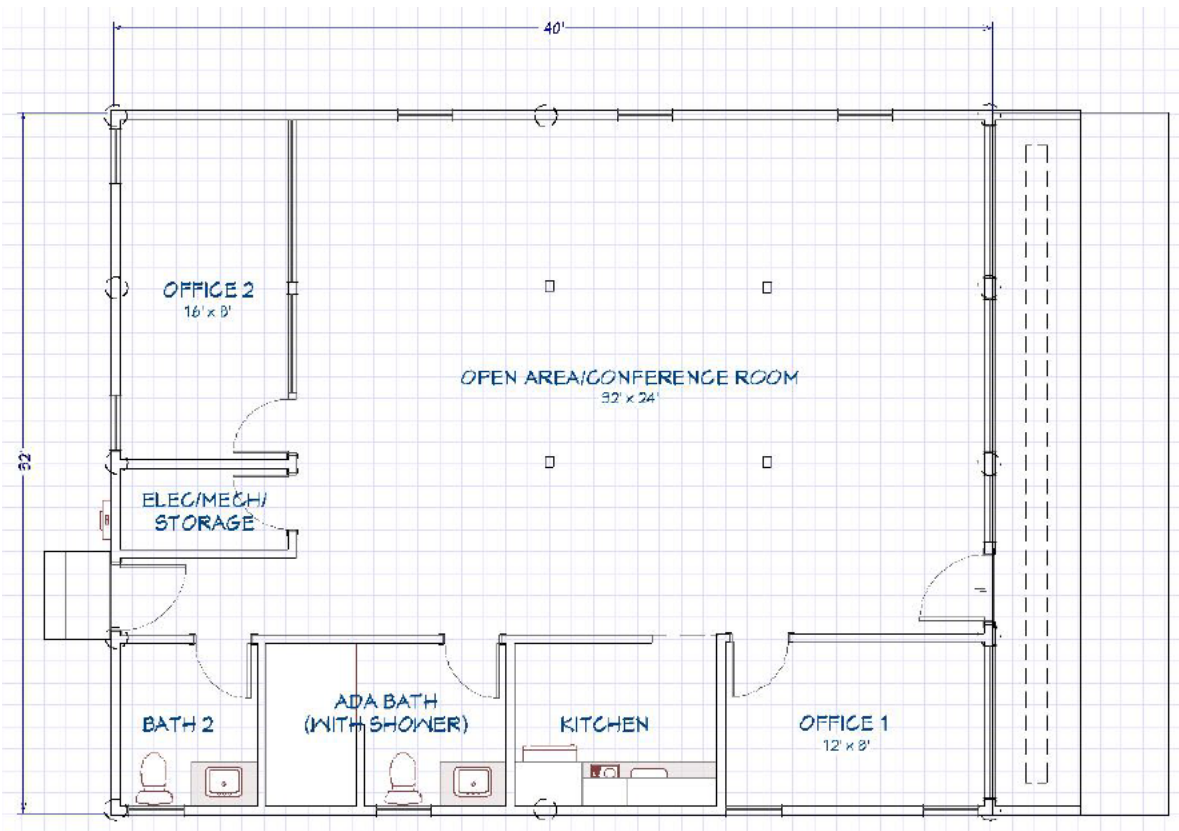 40'
OFFICE 2
16' x 8'
OPEN AREA/CONFERENCE ROOM
32' x 24'
32'
ELEC/MECH/
STORAGE
ADA BATH
(WITH SHOWER)
BATH 2
KITCHEN
OFFICE 1
12' x 8'